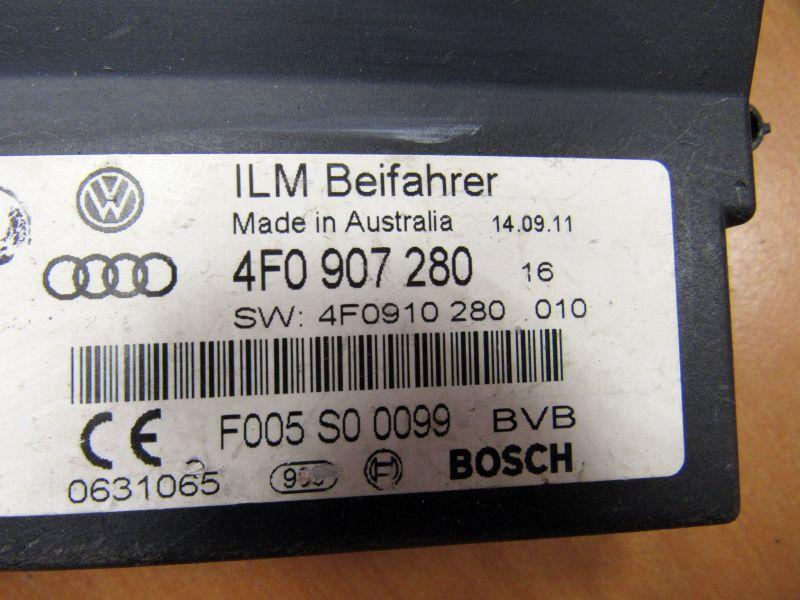 ILM Beifahrer
Made in Australia 14.09.11
4F0 907 280 16
SW: 4F0910 280 010
F005 S0 0099 BVB
CE
0631065
BOSCH